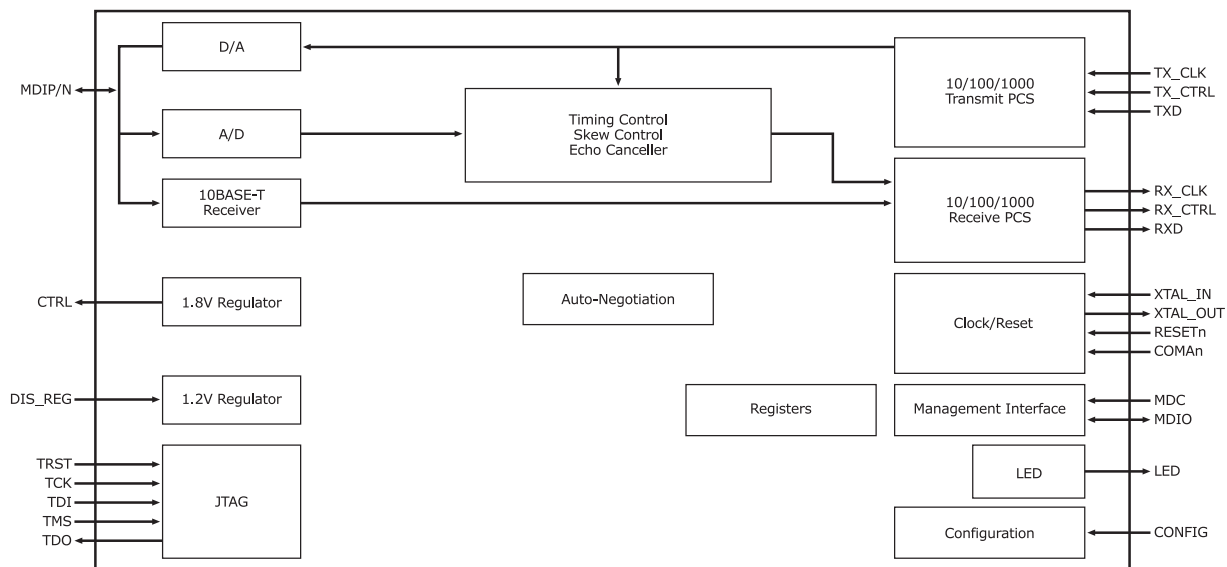 D/A
MDIP/N
A/D
10BASE-T
Receiver
Timing Control
Skew Control
Echo Canceller
10/100/1000
Transmit PCS
TX_CLK
TX_CTRL
TXD
10/100/1000
Receive PCS
RX_CLK
RX_CTRL
RXD
CTRL
1.8V Regulator
Auto-Negotiation
Clock/Reset
XTAL_IN
XTAL_OUT
RESETn
COMAn
DIS_REG
1.2V Regulator
Registers
Management Interface
MDC
MDIO
TRST
TCK
TDI
TMS
TDO
JTAG
LED
LED
Configuration
CONFIG